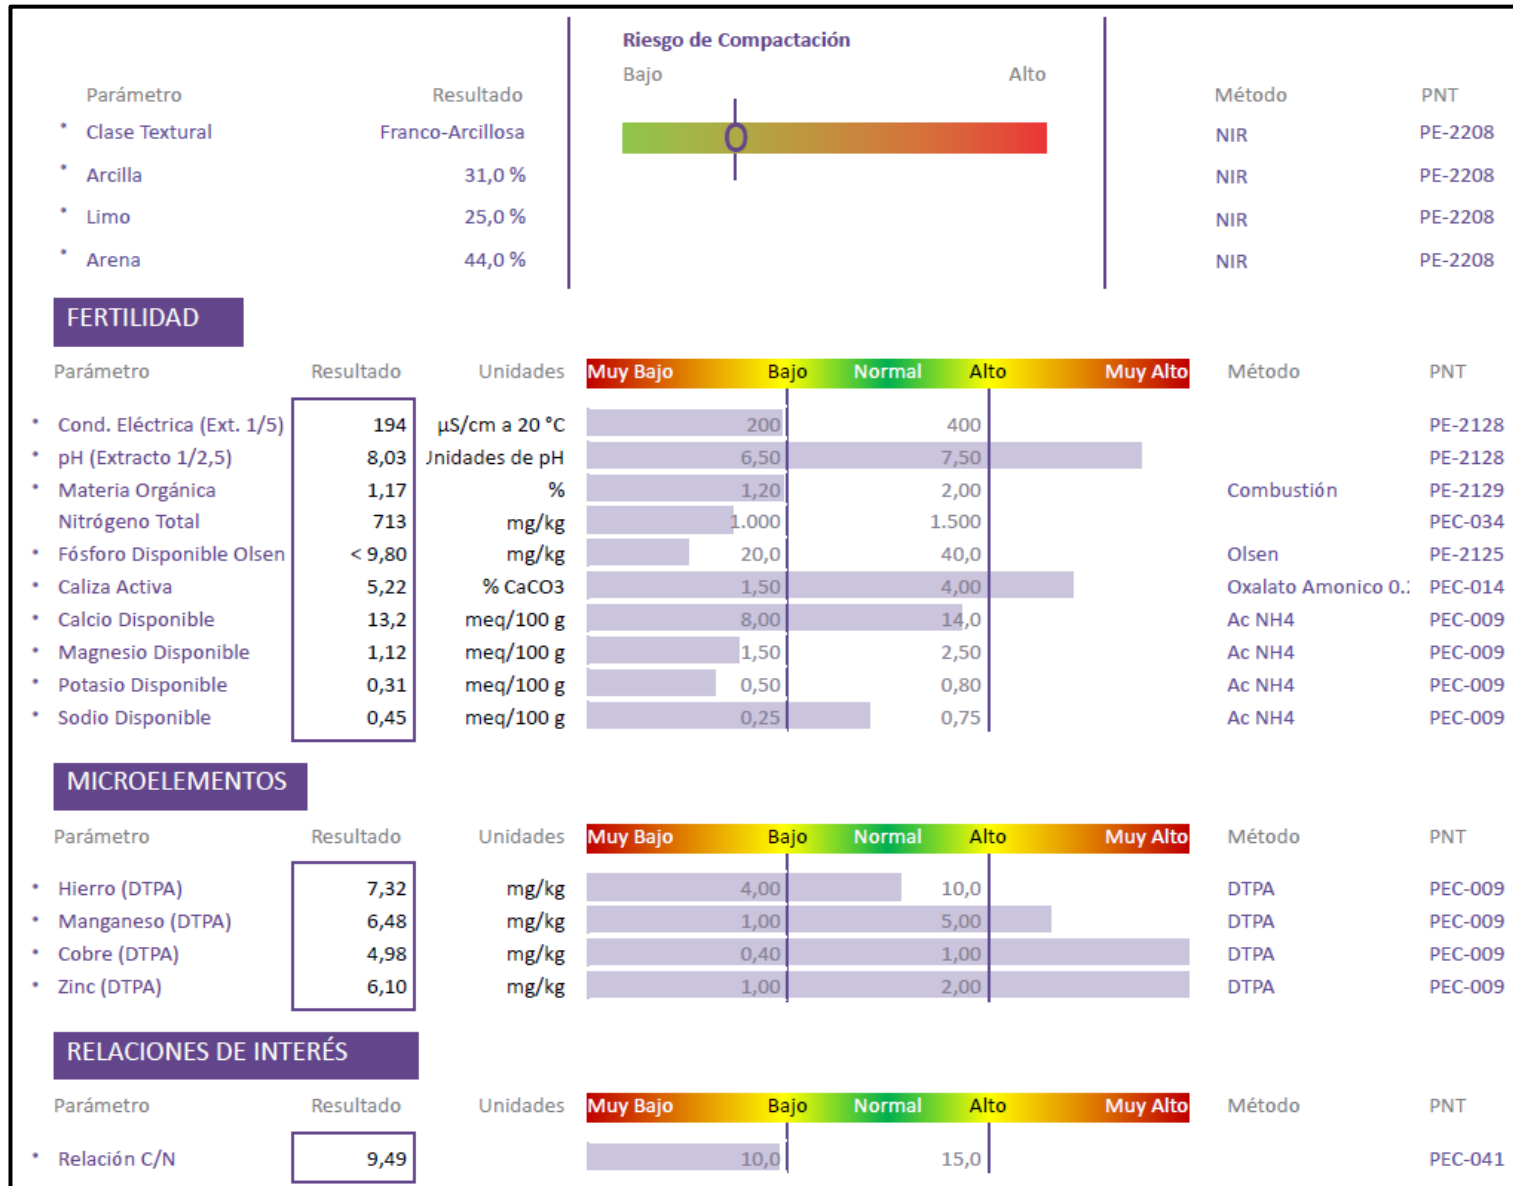 Riesgo de Compactación
Bajo Alto
Parámetro Resultado Método PNT
* Clase Textural Franco-Arcillosa NIR PE-2208
* Arcilla 31,0 % NIR PE-2208
* Limo 25,0 % NIR PE-2208
* Arena 44,0 % NIR PE-2208
FERTILIDAD
Parámetro Resultado Unidades Muy Bajo Bajo Normal Alto Muy Alto Método PNT
* Cond. Eléctrica (Ext. 1/5) 194 µS/cm a 20 °C 200 400 PE-2128
* pH (Extracto 1/2,5) 8,03 Unidades de pH 6,50 7,50 PE-2128
* Materia Orgánica 1,17 % 1,20 2,00 Combustión PE-2129
Nitrógeno Total 713 mg/kg 1.000 1.500 PEC-034
* Fósforo Disponible Olsen < 9,80 mg/kg 20,0 40,0 Olsen PE-2125
* Caliza Activa 5,22 % CaCO3 1,50 4,00 Oxalato Amonico 0. PEC-014
* Calcio Disponible 13,2 meq/100 g 8,00 14,0 Ac NH4 PEC-009
* Magnesio Disponible 1,12 meq/100 g 1,50 2,50 Ac NH4 PEC-009
* Potasio Disponible 0,31 meq/100 g 0,50 0,80 Ac NH4 PEC-009
* Sodio Disponible 0,45 meq/100 g 0,25 0,75 Ac NH4 PEC-009
MICROELEMENTOS
Parámetro Resultado Unidades Muy Bajo Bajo Normal Alto Muy Alto Método PNT
* Hierro (DTPA) 7,32 mg/kg 4,00 10,0 DTPA PEC-009
* Manganeso (DTPA) 6,48 mg/kg 1,00 5,00 DTPA PEC-009
* Cobre (DTPA) 4,98 mg/kg 0,40 1,00 DTPA PEC-009
* Zinc (DTPA) 6,10 mg/kg 1,00 2,00 DTPA PEC-009
RELACIONES DE INTERÉS
Parámetro Resultado Unidades Muy Bajo Bajo Normal Alto Muy Alto Método PNT
* Relación C/N 9,49 10,0 15,0 PEC-041